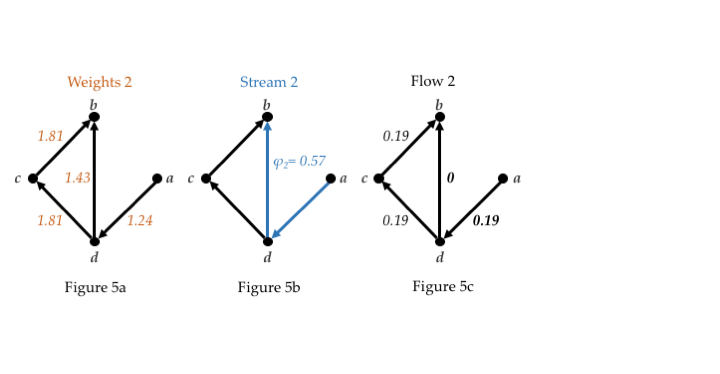 Weights 2
b
1.81
c
1.43
a
1.81
1.24
d
Figure 5a
Stream 2
b
φ₂= 0.57
c
a
d
Figure 5b
Flow 2
b
0.19
c
0
a
0.19
0.19
d
Figure 5c